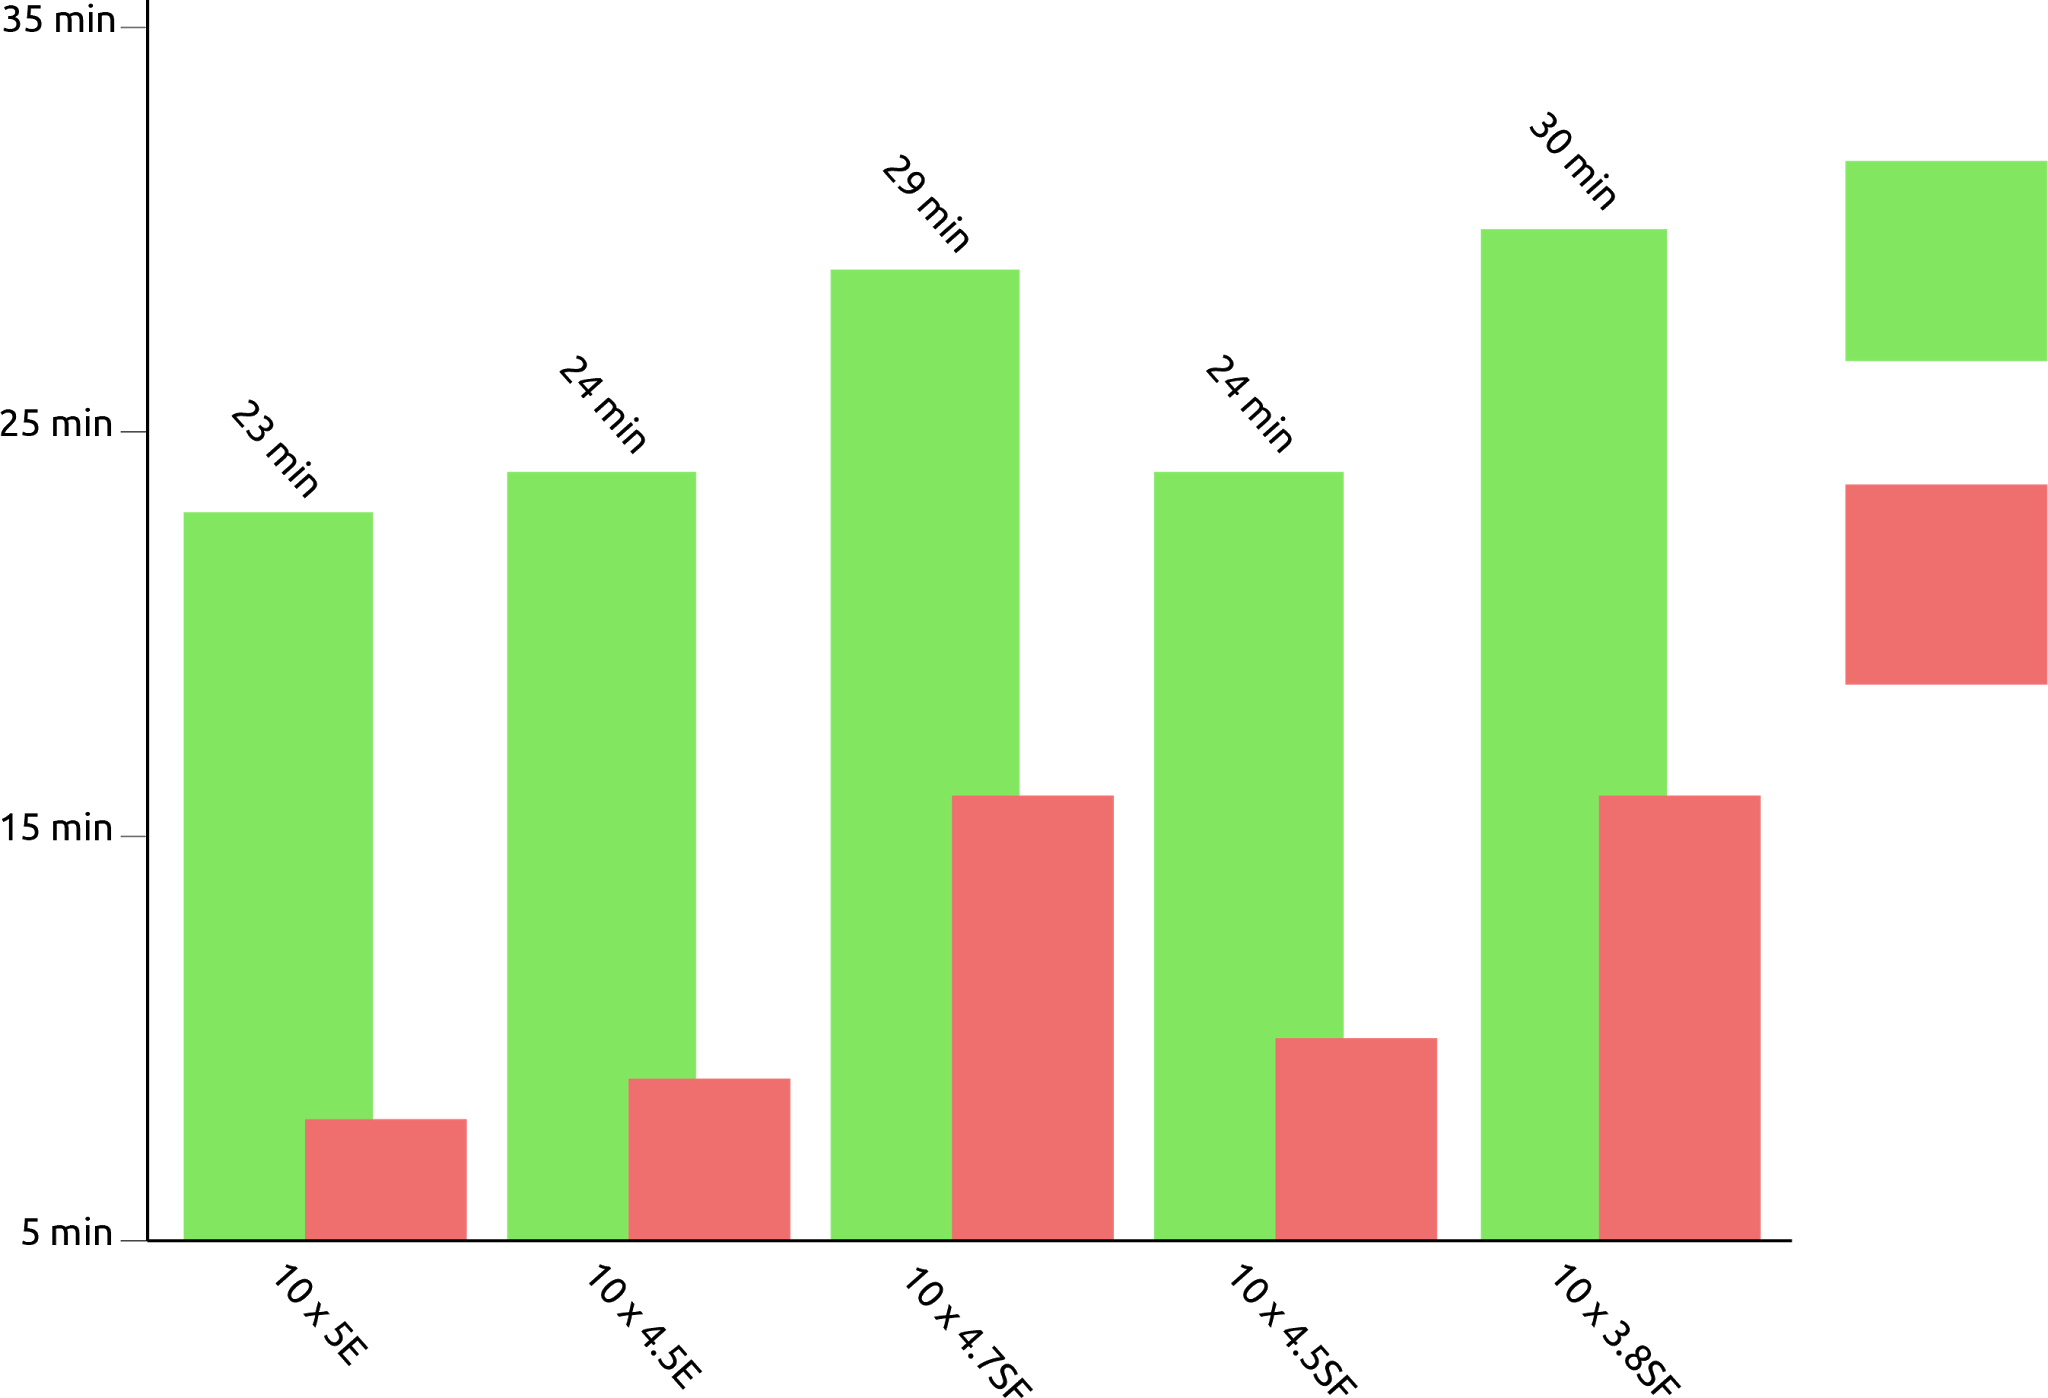 35 min
25 min
15 min
5 min
23 min
24 min
29 min
24 min
30 min
10 x 5E
10 x 4.5E
10 x 4.7SF
10 x 4.5SF
10 x 3.8SF